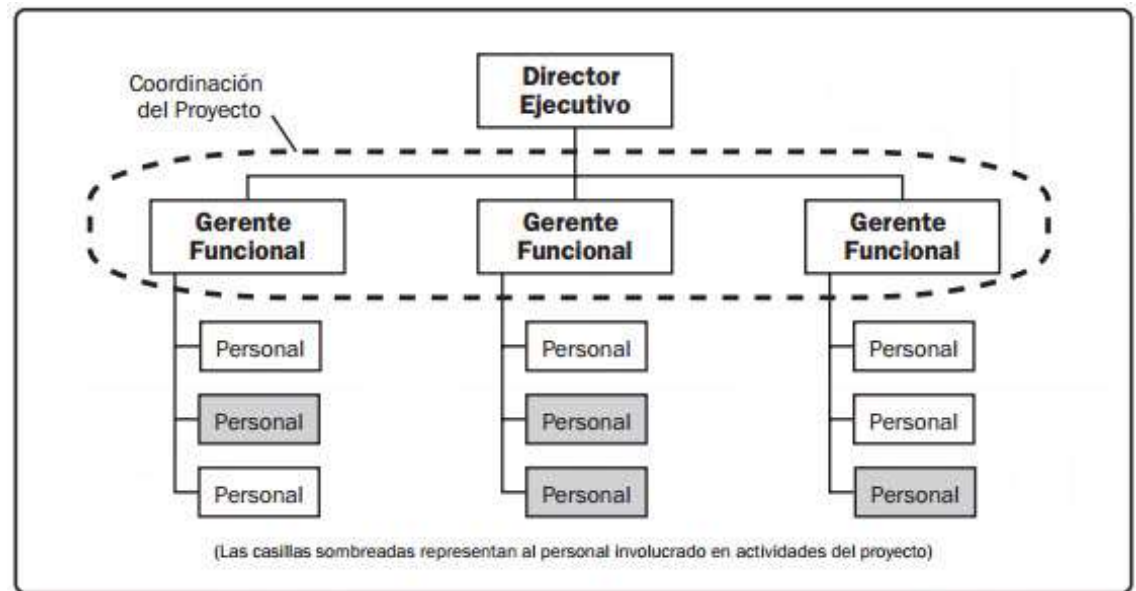 Director
Ejecutivo
Coordinación
del Proyecto
Gerente
Funcional
Gerente
Funcional
Gerente
Funcional
Personal
Personal
Personal
Personal
Personal
Personal
Personal
Personal
Personal
(Las casillas sombreadas representan al personal involucrado en actividades del proyecto)